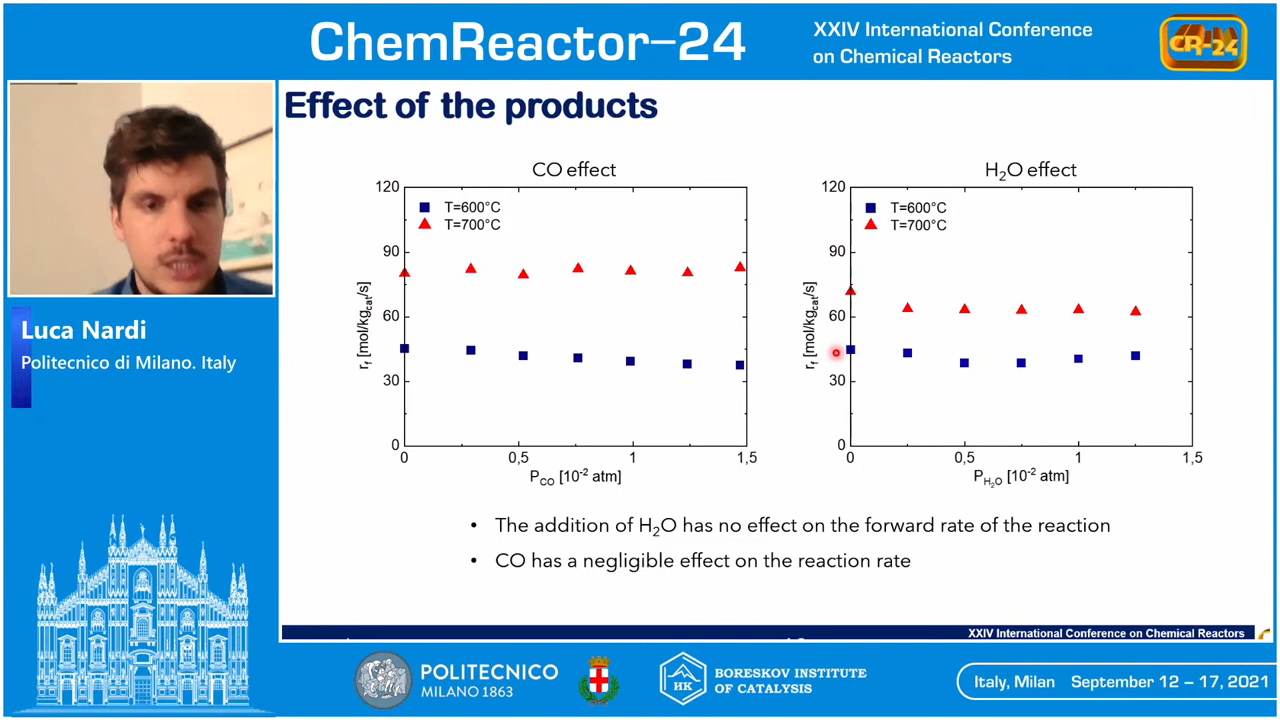 ChemReactor–24
XXIV International Conference
on Chemical Reactors
CR-24
Effect of the products
Luca Nardi
Politecnico di Milano. Italy
CO effect
120
90
60
30
0
T=600°C
T=700°C
r_f [mol/kg_cat/s]
0
0,5
1
1,5
P_CO [10⁻² atm]
H₂O effect
120
90
60
30
0
T=600°C
T=700°C
r_f [mol/kg_cat/s]
0
0,5
1
1,5
P_H₂O [10⁻² atm]
• The addition of H₂O has no effect on the forward rate of the reaction
• CO has a negligible effect on the reaction rate
XXIV International Conference on Chemical Reactors
POLITECNICO
MILANO 1863
НК
BORESKOV INSTITUTE
OF CATALYSIS
Italy, Milan September 12 – 17, 2021